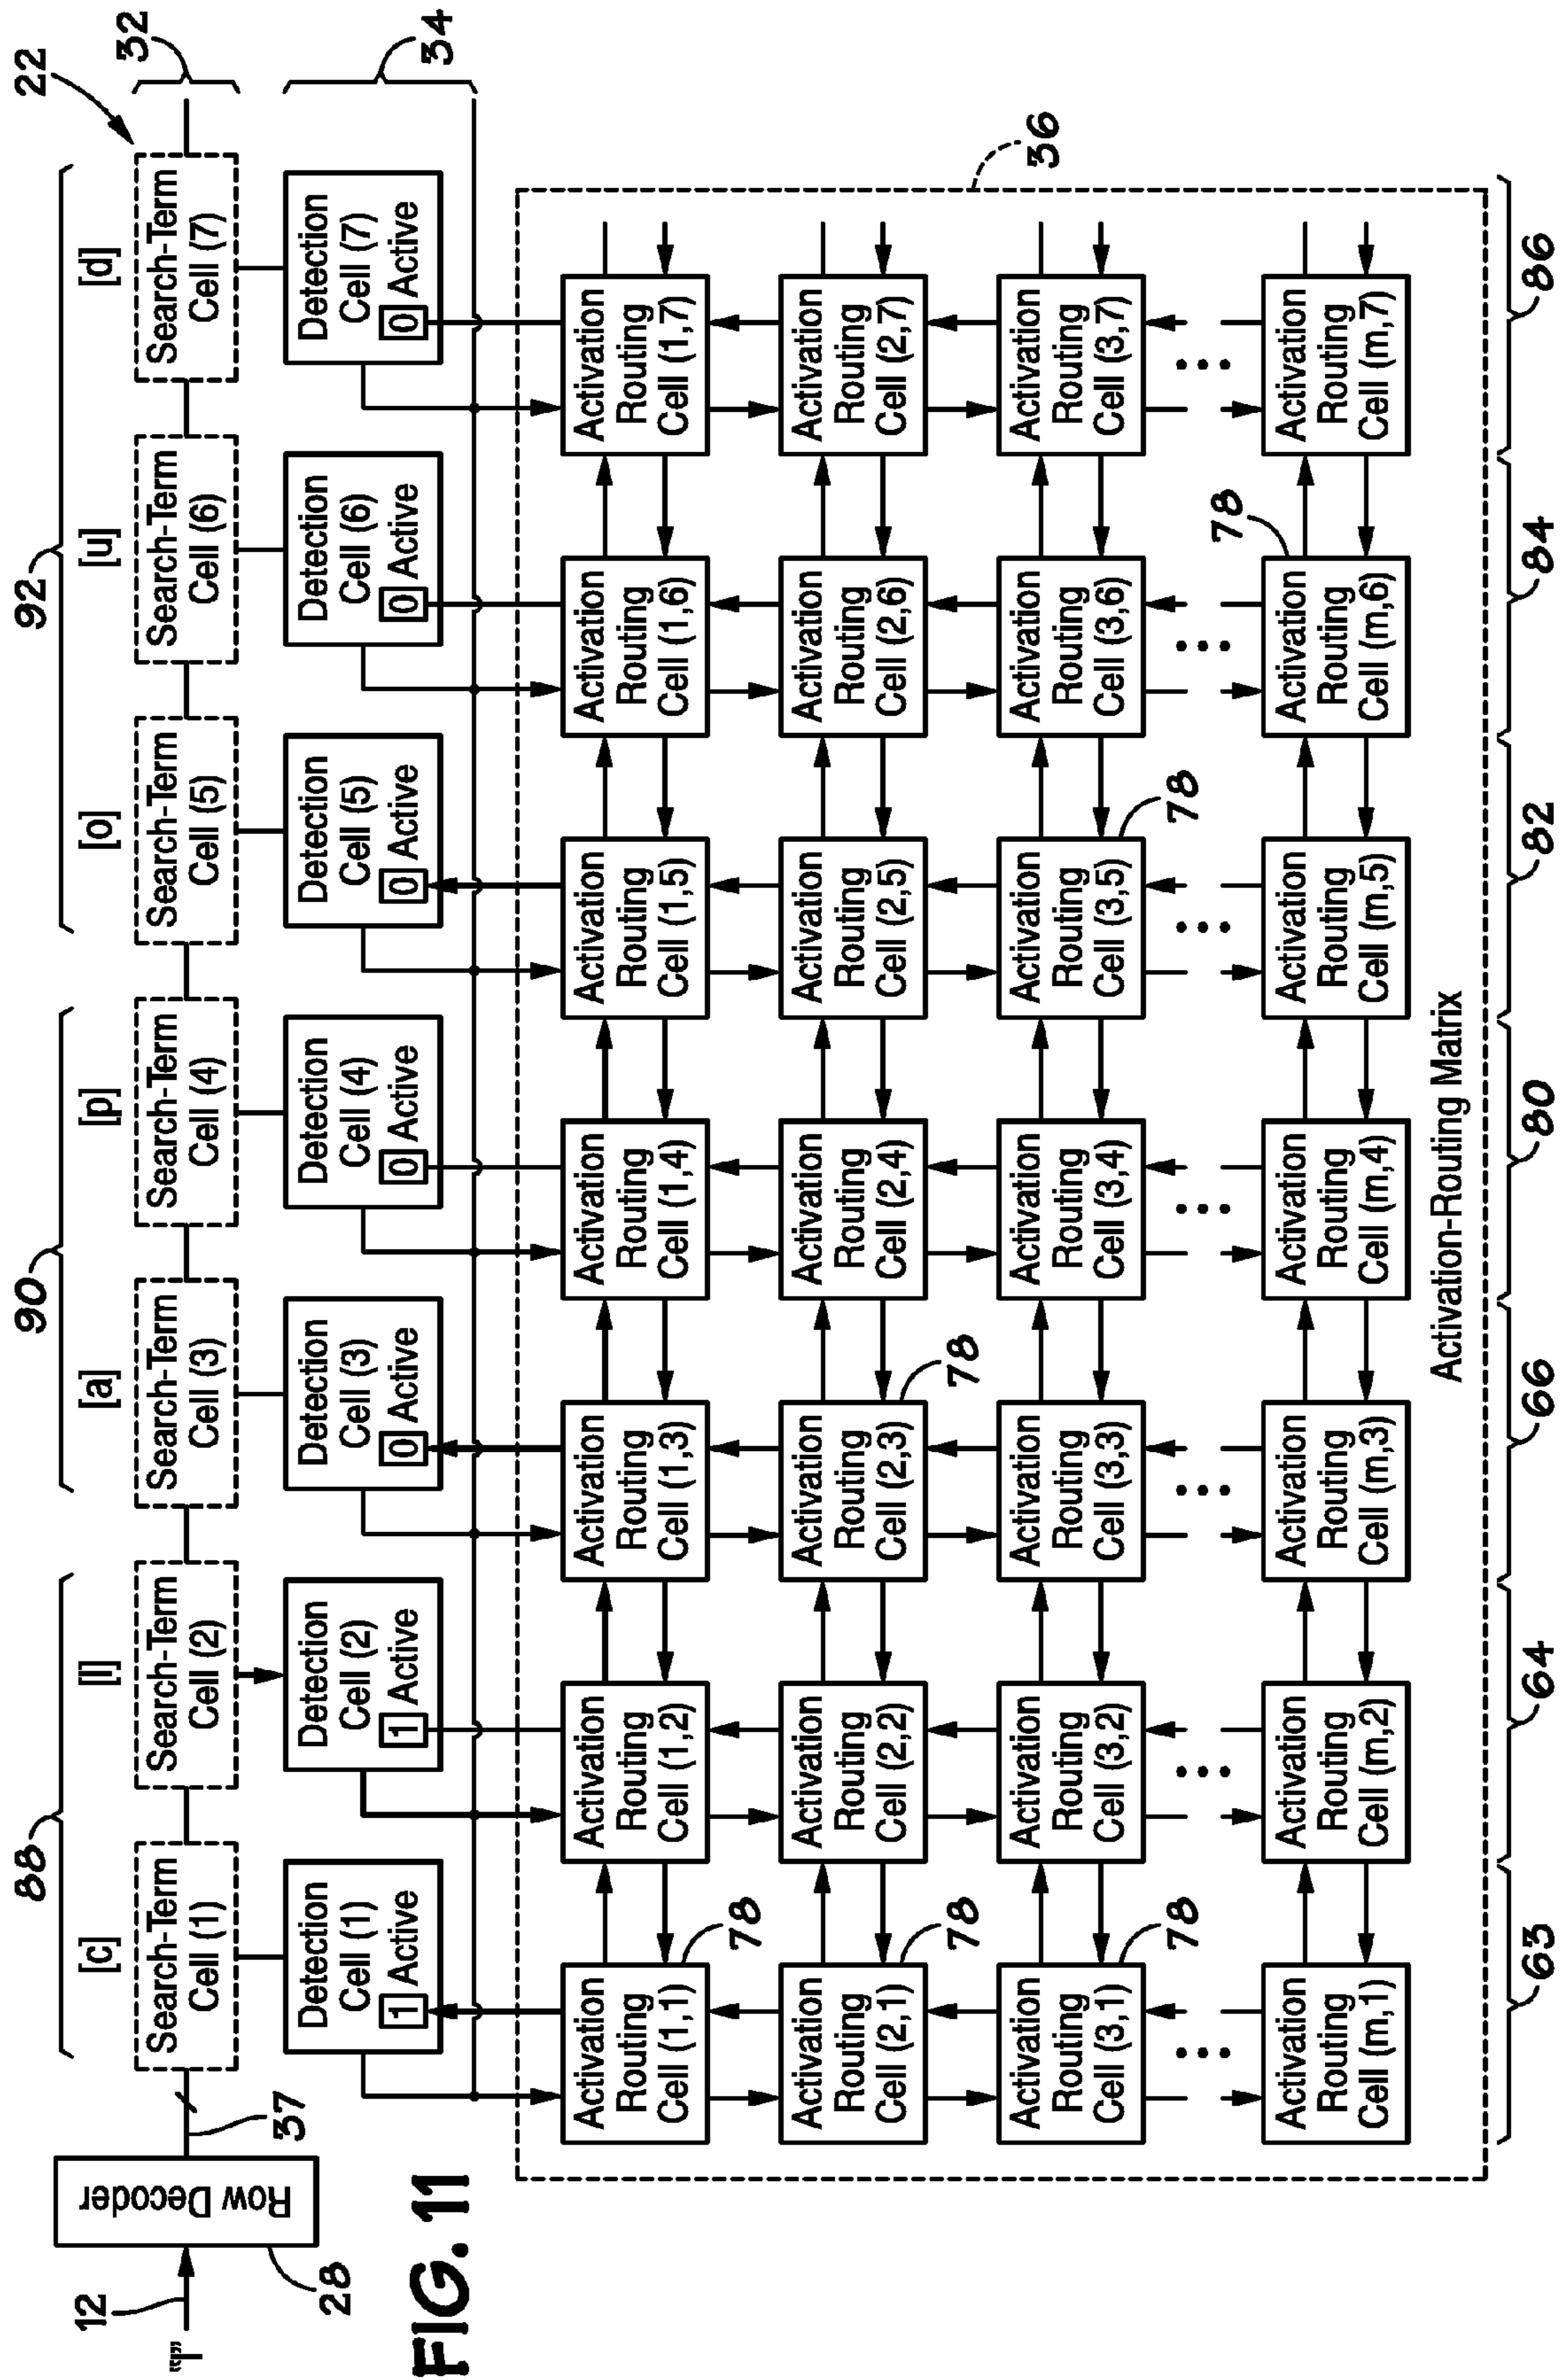 22
32
34
92
90
88
[c]
[l]
[a]
[p]
[o]
[u]
[d]
"l"
12
Row Decoder
28
37
Search-Term
Cell (1)
Search-Term
Cell (2)
Search-Term
Cell (3)
Search-Term
Cell (4)
Search-Term
Cell (5)
Search-Term
Cell (6)
Search-Term
Cell (7)
Detection
Cell (1)
1 Active
Detection
Cell (2)
1 Active
Detection
Cell (3)
0 Active
Detection
Cell (4)
0 Active
Detection
Cell (5)
0 Active
Detection
Cell (6)
0 Active
Detection
Cell (7)
0 Active
FIG. 11
36
Activation
Routing
Cell (1,1)
78
Activation
Routing
Cell (1,2)
Activation
Routing
Cell (1,3)
Activation
Routing
Cell (1,4)
Activation
Routing
Cell (1,5)
Activation
Routing
Cell (1,6)
Activation
Routing
Cell (1,7)
Activation
Routing
Cell (2,1)
78
Activation
Routing
Cell (2,2)
Activation
Routing
Cell (2,3)
78
Activation
Routing
Cell (2,4)
Activation
Routing
Cell (2,5)
Activation
Routing
Cell (2,6)
Activation
Routing
Cell (2,7)
Activation
Routing
Cell (3,1)
78
Activation
Routing
Cell (3,2)
Activation
Routing
Cell (3,3)
Activation
Routing
Cell (3,4)
Activation
Routing
Cell (3,5)
78
Activation
Routing
Cell (3,6)
Activation
Routing
Cell (3,7)
Activation
Routing
Cell (m,1)
Activation
Routing
Cell (m,2)
Activation
Routing
Cell (m,3)
Activation
Routing
Cell (m,4)
Activation
Routing
Cell (m,5)
Activation
Routing
Cell (m,6)
78
Activation
Routing
Cell (m,7)
Activation-Routing Matrix
63
64
66
80
82
84
86